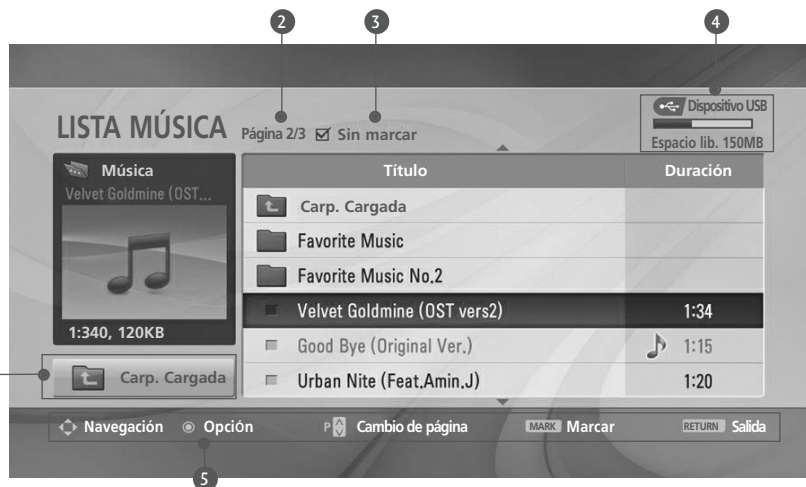 2 3 4
Dispositivo USB
LISTA MÚSICA Página 2/3 Sin marcar
Espacio lib. 150MB
Música Título Duración
Velvet Goldmine (OST...
Carp. Cargada
Favorite Music
Favorite Music No.2
Velvet Goldmine (OST vers2) 1:34
1:340, 120KB
Good Bye (Original Ver.) 1:15
Carp. Cargada
Urban Nite (Feat.Amin.J) 1:20
Navegación Opción P Cambio de página MARK Marcar RETURN Salida
5